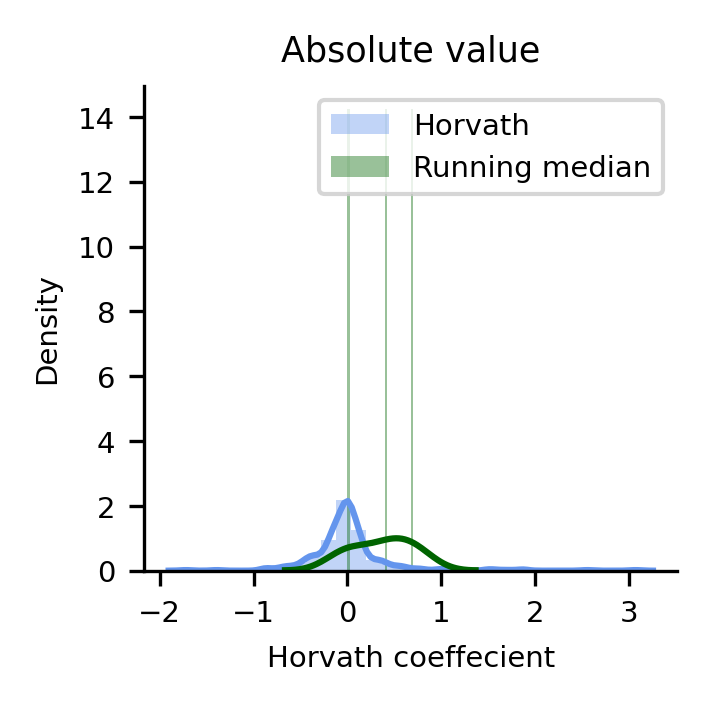 Absolute value
Horvath
Running median
14
12
10
8
6
4
2
0
Density
−2
−1
0
1
2
3
Horvath coeffecient